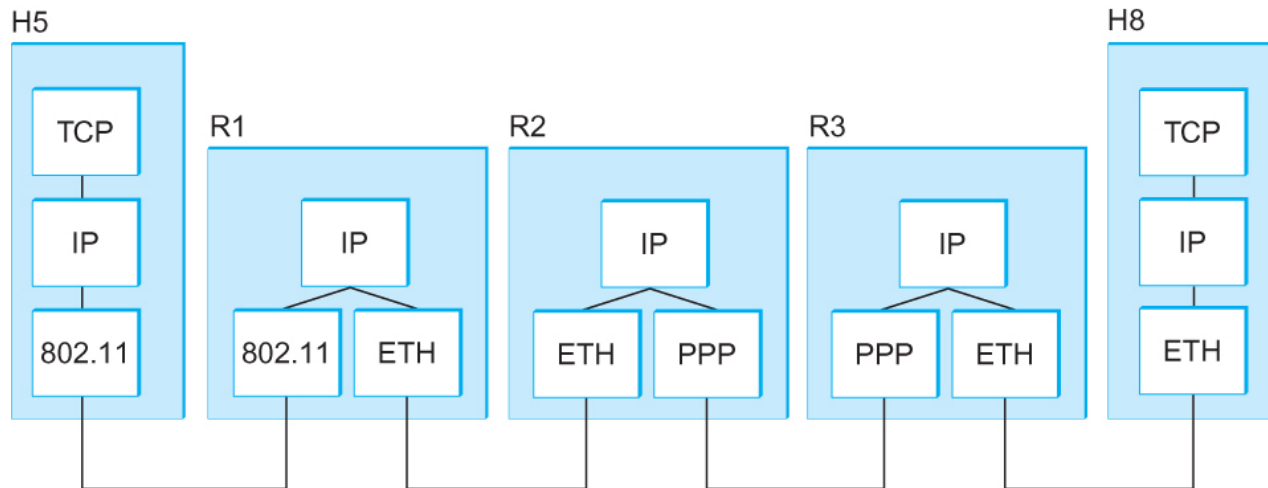 H5
H8
R1
R2
R3
TCP
TCP
IP
IP
IP
IP
IP
802.11
802.11
ETH
ETH
PPP
PPP
ETH
ETH